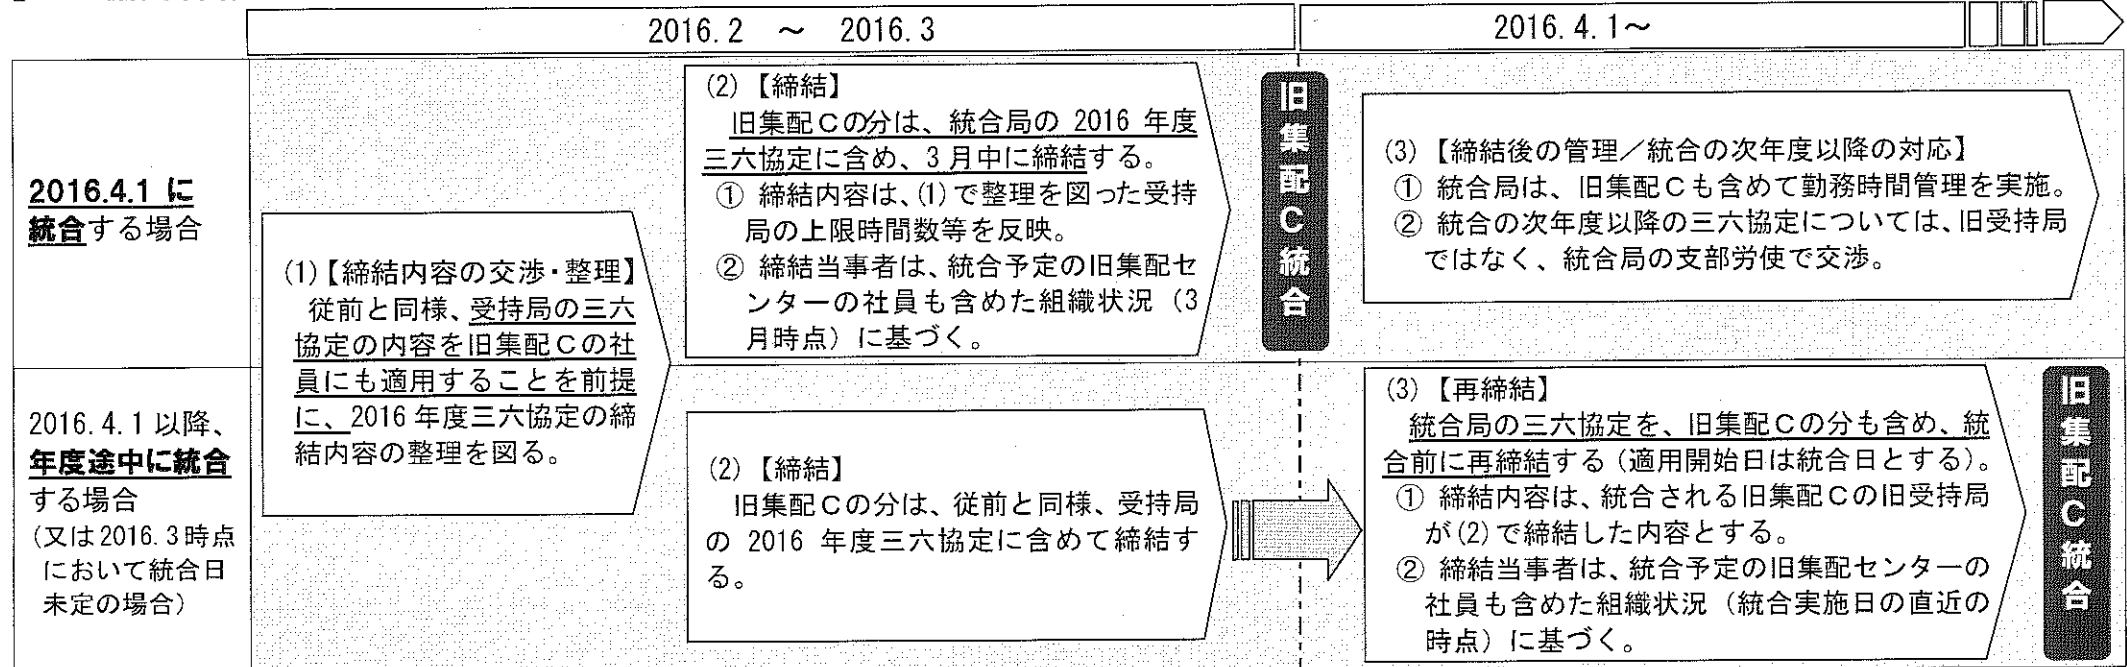 2016.2 ～ 2016.3
2016.4.1～
2016.4.1 に
統合する場合
(1)【締結内容の交渉・整理】
従前と同様、受持局の三六
協定の内容を旧集配Ｃの社
員にも適用することを前提
に、2016 年度三六協定の締
結内容の整理を図る。
(2) 【締結】
旧集配Ｃの分は、統合局の 2016 年度
三六協定に含め、3 月中に締結する。
① 締結内容は、(1)で整理を図った受持
局の上限時間数等を反映。
② 締結当事者は、統合予定の旧集配セ
ンターの社員も含めた組織状況（3
月時点）に基づく。
旧集配Ｃ統合
(3) 【締結後の管理／統合の次年度以降の対応】
① 統合局は、旧集配Ｃも含めて勤務時間管理を実施。
② 統合の次年度以降の三六協定については、旧受持局
ではなく、統合局の支部労使で交渉。
2016.4.1 以降、
年度途中に統合
する場合
（又は2016.3 時点
において統合日
未定の場合）
(2) 【締結】
旧集配Ｃの分は、従前と同様、受持局
の 2016 年度三六協定に含めて締結す
る。
(3) 【再締結】
統合局の三六協定を、旧集配Ｃの分も含め、統
合前に再締結する（適用開始日は統合日とする）。
① 締結内容は、統合される旧集配Ｃの旧受持局
が(2)で締結した内容とする。
② 締結当事者は、統合予定の旧集配センターの
社員も含めた組織状況（統合実施日の直近の
時点）に基づく。
旧集配Ｃ統合